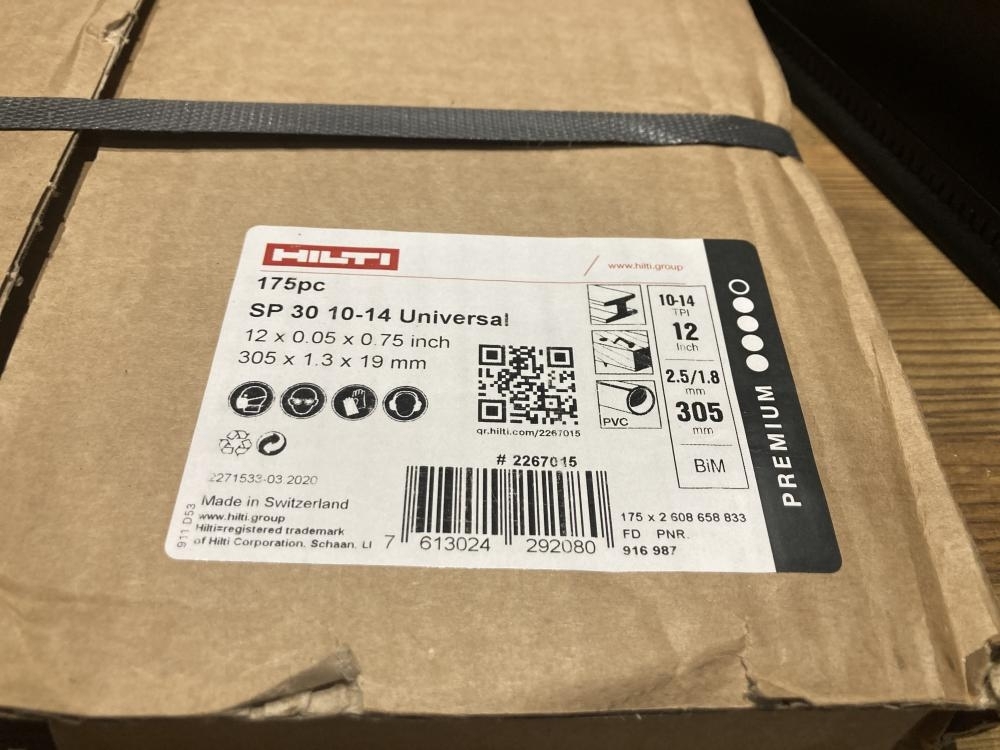 HILTI
www.hilti.group
175pc
SP 30 10-14 Universal
12 x 0.05 x 0.75 inch
305 x 1.3 x 19 mm
qr.hilti.com/2267015
PVC
10-14
TPI
12
Inch
2.5/1.8
mm
305
mm
BiM
PREMIUM
# 2267015
2271533-03 2020
Made in Switzerland
www.hilti.group
Hilti=registered trademark
of Hilti Corporation. Schaan. LI
911 D53
7 613024 292080
175 x 2 608 658 833
FD PNR.
916 987